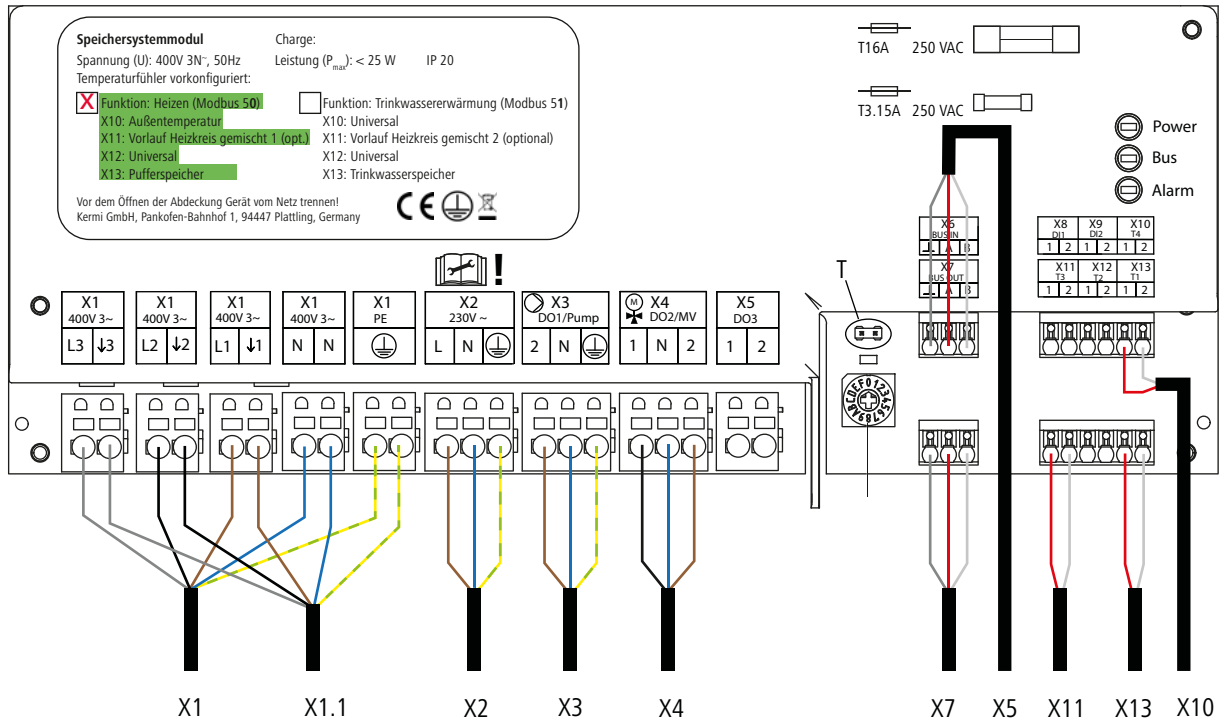 Speichersystemmodul Charge:
Spannung (U): 400V 3N~, 50Hz Leistung (Pmax): < 25 W IP 20
Temperaturfühler vorkonfiguriert:
X Funktion: Heizen (Modbus 50) Funktion: Trinkwassererwärmung (Modbus 51)
X10: Außentemperatur X10: Universal
X11: Vorlauf Heizkreis gemischt 1 (opt.) X11: Vorlauf Heizkreis gemischt 2 (optional)
X12: Universal X12: Universal
X13: Pufferspeicher X13: Trinkwasserspeicher
Vor dem Öffnen der Abdeckung Gerät vom Netz trennen!
Kermi GmbH, Pankofen-Bahnhof 1, 94447 Plattling, Germany
CE
T16A 250 VAC
T3.15A 250 VAC
Power
Bus
Alarm
X6
BUS IN
⊥ A B
X7
BUS OUT
⊥ A B
X8 X9 X10
DI1 DI2 T4
1 2 1 2 1 2
X11 X12 X13
T3 T2 T1
1 2 1 2 1 2
!
T
X1 X1 X1 X1 X1 X2 X3 X4 X5
400V 3~ 400V 3~ 400V 3~ 400V 3~ PE 230V ~ DO1/Pump M DO2/MV DO3
L3 ↓3 L2 ↓2 L1 ↓1 N N L N 2 N 1 N 2 1 2
0123456789ABCDEF
X1 X1.1 X2 X3 X4 X7 X5 X11 X13 X10